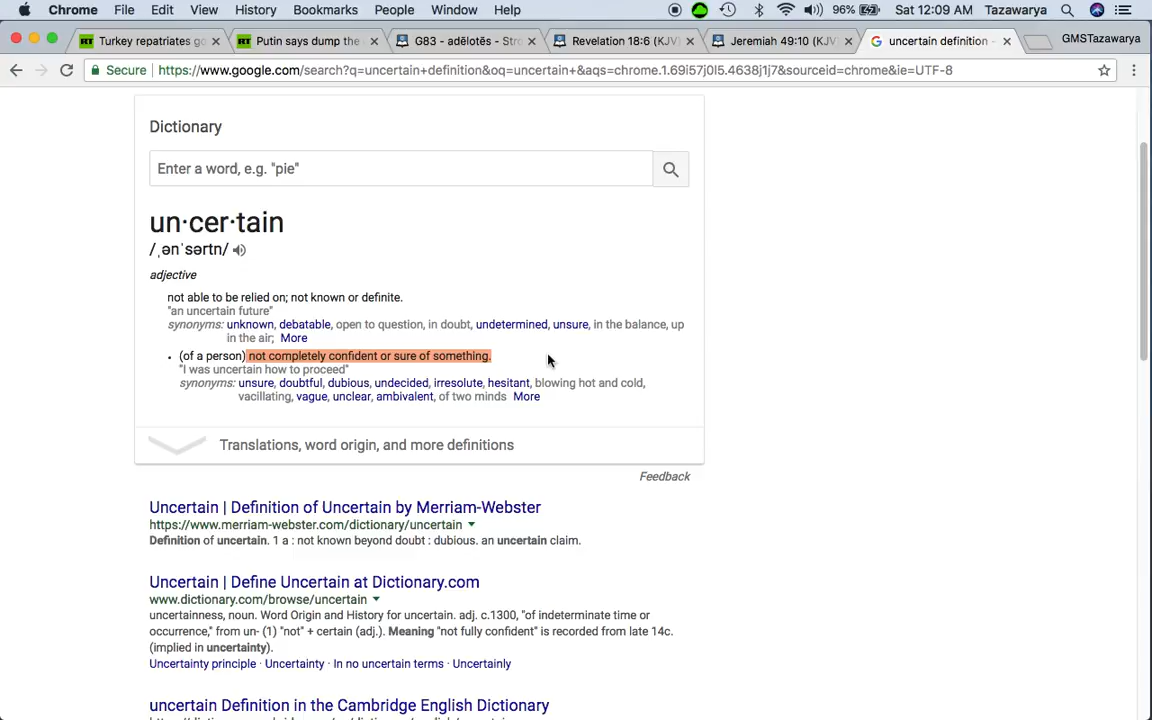 Chrome File Edit View History Bookmarks People Window Help 96% Sat 12:09 AM Tazawarya
Turkey repatriates go Putin says dump the G83 - adēlotēs - Stro Revelation 18:6 (KJV) Jeremiah 49:10 (KJV) uncertain definition - GMSTazawarya
Secure https://www.google.com/search?q=uncertain+definition&oq=uncertain+&aqs=chrome.1.69i57j0l5.4638j1j7&sourceid=chrome&ie=UTF-8
Dictionary
Enter a word, e.g. "pie"
un·cer·tain
/ˌənˈsərtn/
adjective
not able to be relied on; not known or definite.
"an uncertain future"
synonyms: unknown, debatable, open to question, in doubt, undetermined, unsure, in the balance, up
in the air; More
• (of a person) not completely confident or sure of something.
"I was uncertain how to proceed"
synonyms: unsure, doubtful, dubious, undecided, irresolute, hesitant, blowing hot and cold,
vacillating, vague, unclear, ambivalent, of two minds More
Translations, word origin, and more definitions
Feedback
Uncertain | Definition of Uncertain by Merriam-Webster
https://www.merriam-webster.com/dictionary/uncertain
Definition of uncertain. 1 a : not known beyond doubt : dubious. an uncertain claim.
Uncertain | Define Uncertain at Dictionary.com
www.dictionary.com/browse/uncertain
uncertainness, noun. Word Origin and History for uncertain. adj. c.1300, "of indeterminate time or
occurrence," from un- (1) "not" + certain (adj.). Meaning "not fully confident" is recorded from late 14c.
(implied in uncertainty).
Uncertainty principle · Uncertainty · In no uncertain terms · Uncertainly
uncertain Definition in the Cambridge English Dictionary